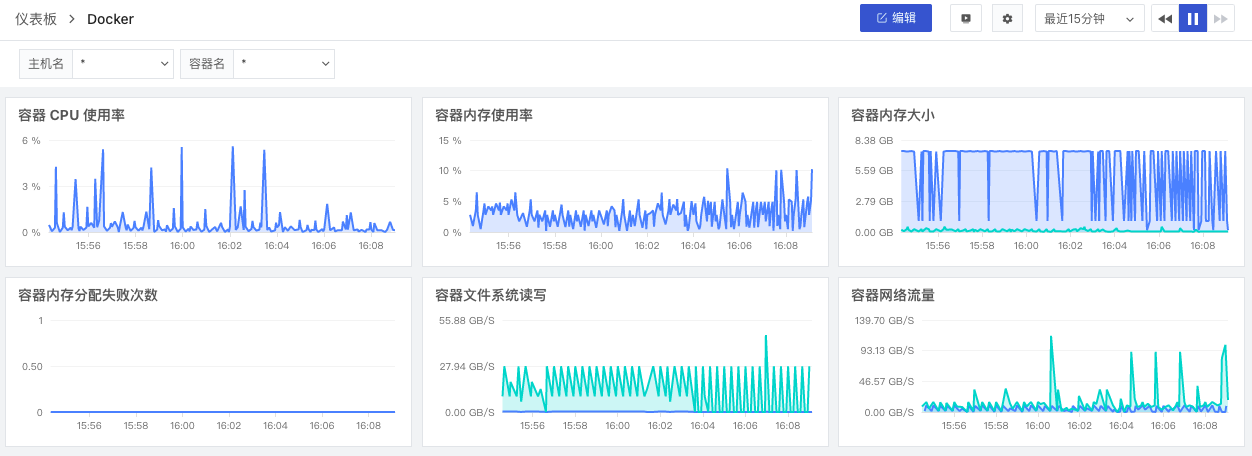 仪表板 > Docker
编辑
最近15分钟
主机名 *
容器名 *
容器 CPU 使用率
6 %
3 %
0 %
15:56 15:58 16:00 16:02 16:04 16:06 16:08
容器内存使用率
15 %
10 %
5 %
0 %
15:56 15:58 16:00 16:02 16:04 16:06 16:08
容器内存大小
8.38 GB
5.59 GB
2.79 GB
0.00 GB
15:56 15:58 16:00 16:02 16:04 16:06 16:08
容器内存分配失败次数
1
0.50
0
15:56 15:58 16:00 16:02 16:04 16:06 16:08
容器文件系统读写
55.88 GB/S
27.94 GB/S
0.00 GB/S
15:56 15:58 16:00 16:02 16:04 16:06 16:08
容器网络流量
139.70 GB/S
93.13 GB/S
46.57 GB/S
0.00 GB/S
15:56 15:58 16:00 16:02 16:04 16:06 16:08